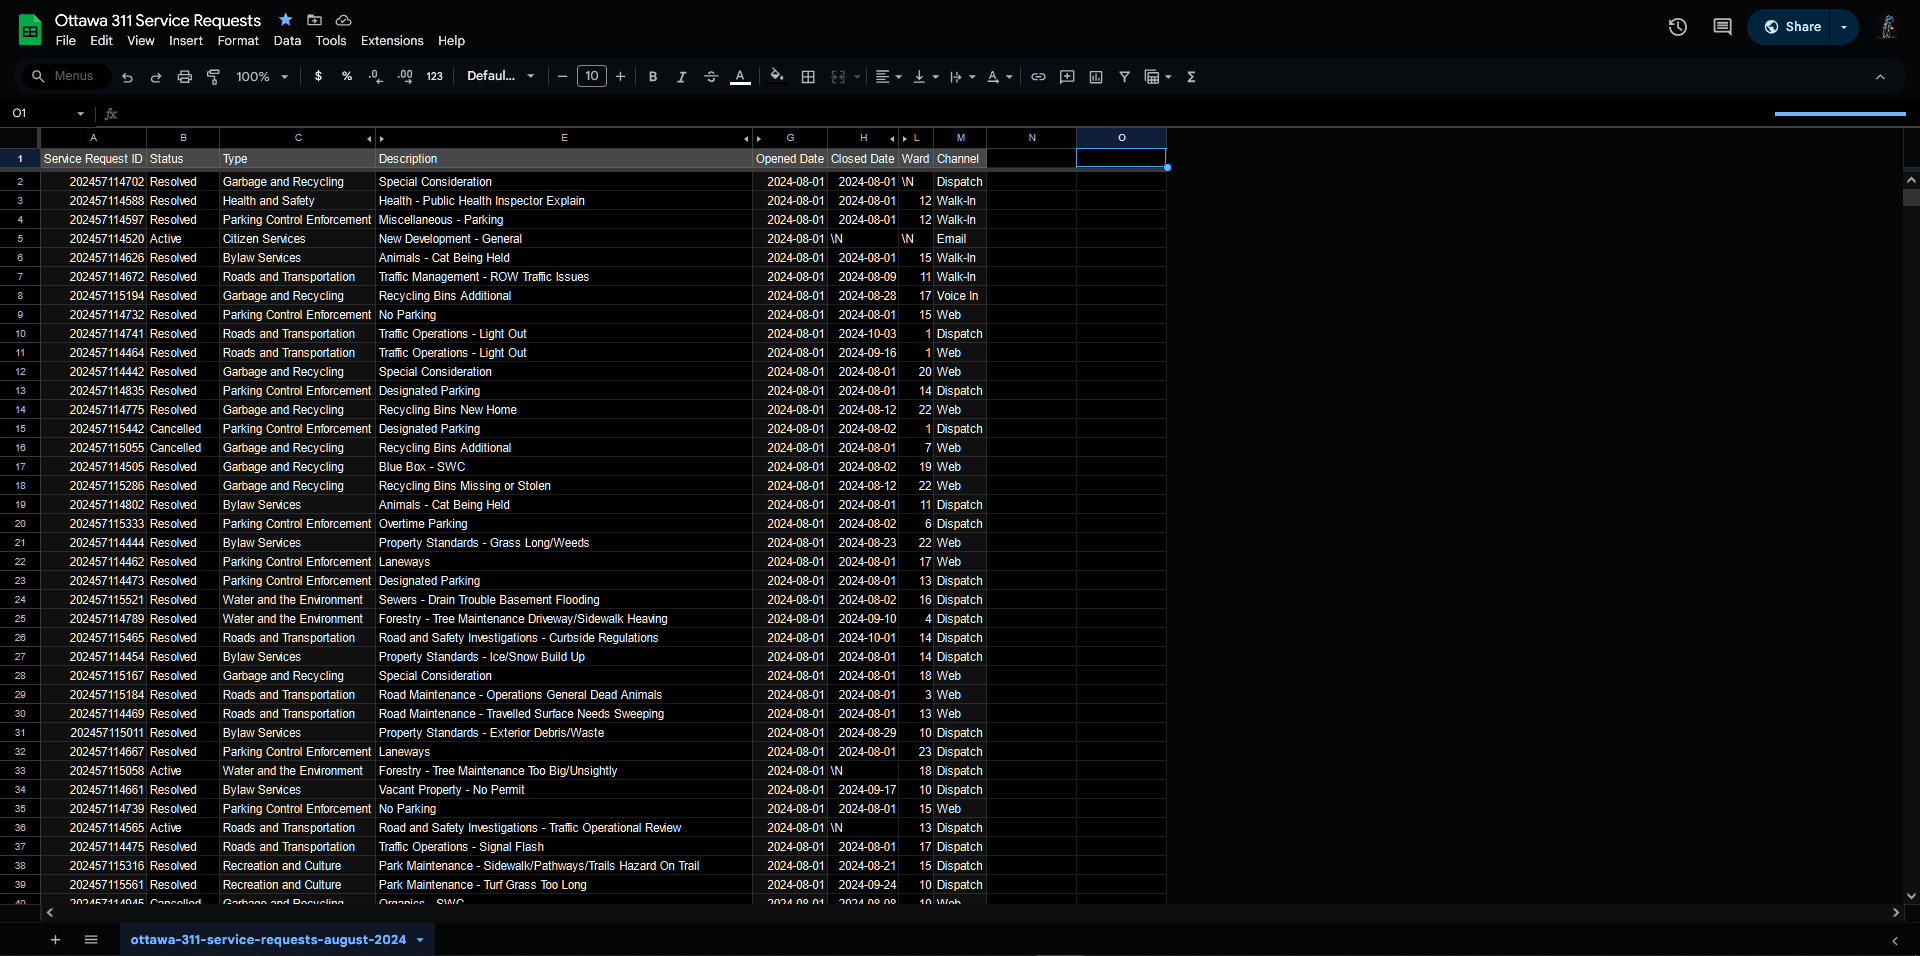 Ottawa 311 Service Requests
File Edit View Insert Format Data Tools Extensions Help
Share
Menus 100% $ % .0 .00 123 Defaul... 10 B I S A Σ
O1 fx
A B C E G H L M N O
1 Service Request ID Status Type Description Opened Date Closed Date Ward Channel
2 202457114702 Resolved Garbage and Recycling Special Consideration 2024-08-01 2024-08-01 \N Dispatch
3 202457114588 Resolved Health and Safety Health - Public Health Inspector Explain 2024-08-01 2024-08-01 12 Walk-In
4 202457114597 Resolved Parking Control Enforcement Miscellaneous - Parking 2024-08-01 2024-08-01 12 Walk-In
5 202457114520 Active Citizen Services New Development - General 2024-08-01 \N \N Email
6 202457114626 Resolved Bylaw Services Animals - Cat Being Held 2024-08-01 2024-08-01 15 Walk-In
7 202457114672 Resolved Roads and Transportation Traffic Management - ROW Traffic Issues 2024-08-01 2024-08-09 11 Walk-In
8 202457115194 Resolved Garbage and Recycling Recycling Bins Additional 2024-08-01 2024-08-28 17 Voice In
9 202457114732 Resolved Parking Control Enforcement No Parking 2024-08-01 2024-08-01 15 Web
10 202457114741 Resolved Roads and Transportation Traffic Operations - Light Out 2024-08-01 2024-10-03 1 Dispatch
11 202457114464 Resolved Roads and Transportation Traffic Operations - Light Out 2024-08-01 2024-09-16 1 Web
12 202457114442 Resolved Garbage and Recycling Special Consideration 2024-08-01 2024-08-01 20 Web
13 202457114835 Resolved Parking Control Enforcement Designated Parking 2024-08-01 2024-08-01 14 Dispatch
14 202457114775 Resolved Garbage and Recycling Recycling Bins New Home 2024-08-01 2024-08-12 22 Web
15 202457115442 Cancelled Parking Control Enforcement Designated Parking 2024-08-01 2024-08-02 1 Dispatch
16 202457115055 Cancelled Garbage and Recycling Recycling Bins Additional 2024-08-01 2024-08-01 7 Web
17 202457114505 Resolved Garbage and Recycling Blue Box - SWC 2024-08-01 2024-08-02 19 Web
18 202457115286 Resolved Garbage and Recycling Recycling Bins Missing or Stolen 2024-08-01 2024-08-12 22 Web
19 202457114802 Resolved Bylaw Services Animals - Cat Being Held 2024-08-01 2024-08-01 11 Dispatch
20 202457115333 Resolved Parking Control Enforcement Overtime Parking 2024-08-01 2024-08-02 6 Dispatch
21 202457114444 Resolved Bylaw Services Property Standards - Grass Long/Weeds 2024-08-01 2024-08-23 22 Web
22 202457114462 Resolved Parking Control Enforcement Laneways 2024-08-01 2024-08-01 17 Web
23 202457114473 Resolved Parking Control Enforcement Designated Parking 2024-08-01 2024-08-01 13 Dispatch
24 202457115521 Resolved Water and the Environment Sewers - Drain Trouble Basement Flooding 2024-08-01 2024-08-02 16 Dispatch
25 202457114789 Resolved Water and the Environment Forestry - Tree Maintenance Driveway/Sidewalk Heaving 2024-08-01 2024-09-10 4 Dispatch
26 202457115465 Resolved Roads and Transportation Road and Safety Investigations - Curbside Regulations 2024-08-01 2024-10-01 14 Dispatch
27 202457114454 Resolved Bylaw Services Property Standards - Ice/Snow Build Up 2024-08-01 2024-08-01 14 Dispatch
28 202457115167 Resolved Garbage and Recycling Special Consideration 2024-08-01 2024-08-01 18 Web
29 202457115184 Resolved Roads and Transportation Road Maintenance - Operations General Dead Animals 2024-08-01 2024-08-01 3 Web
30 202457114469 Resolved Roads and Transportation Road Maintenance - Travelled Surface Needs Sweeping 2024-08-01 2024-08-01 13 Web
31 202457115011 Resolved Bylaw Services Property Standards - Exterior Debris/Waste 2024-08-01 2024-08-29 10 Dispatch
32 202457114667 Resolved Parking Control Enforcement Laneways 2024-08-01 2024-08-01 23 Dispatch
33 202457115058 Active Water and the Environment Forestry - Tree Maintenance Too Big/Unsightly 2024-08-01 \N 18 Dispatch
34 202457114661 Resolved Bylaw Services Vacant Property - No Permit 2024-08-01 2024-09-17 10 Dispatch
35 202457114739 Resolved Parking Control Enforcement No Parking 2024-08-01 2024-08-01 15 Web
36 202457114565 Active Roads and Transportation Road and Safety Investigations - Traffic Operational Review 2024-08-01 \N 13 Dispatch
37 202457114475 Resolved Roads and Transportation Traffic Operations - Signal Flash 2024-08-01 2024-08-01 17 Dispatch
38 202457115316 Resolved Recreation and Culture Park Maintenance - Sidewalk/Pathways/Trails Hazard On Trail 2024-08-01 2024-08-21 15 Dispatch
39 202457115561 Resolved Recreation and Culture Park Maintenance - Turf Grass Too Long 2024-08-01 2024-09-24 10 Dispatch
40 202457114945 Cancelled Garbage and Recycling Organics - SWC 2024-08-01 2024-08-08 10 Web
ottawa-311-service-requests-august-2024